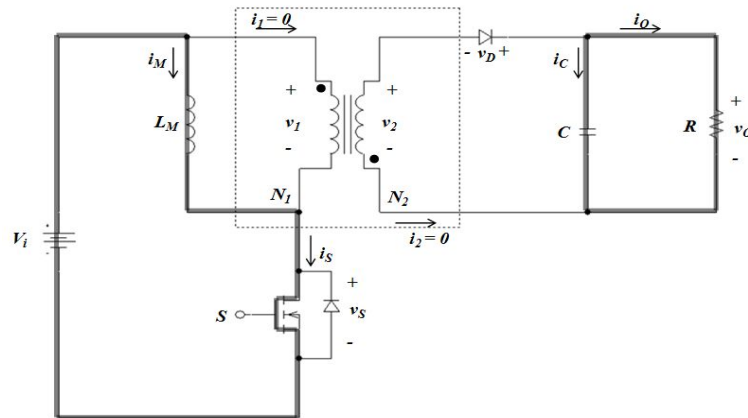 i1 = 0
iM
LM
+
v1
-
N1
+
v2
-
N2
i2 = 0
- vD +
iC
C
iO
R
+
vO
-
Vi
iS
S
+
vS
-